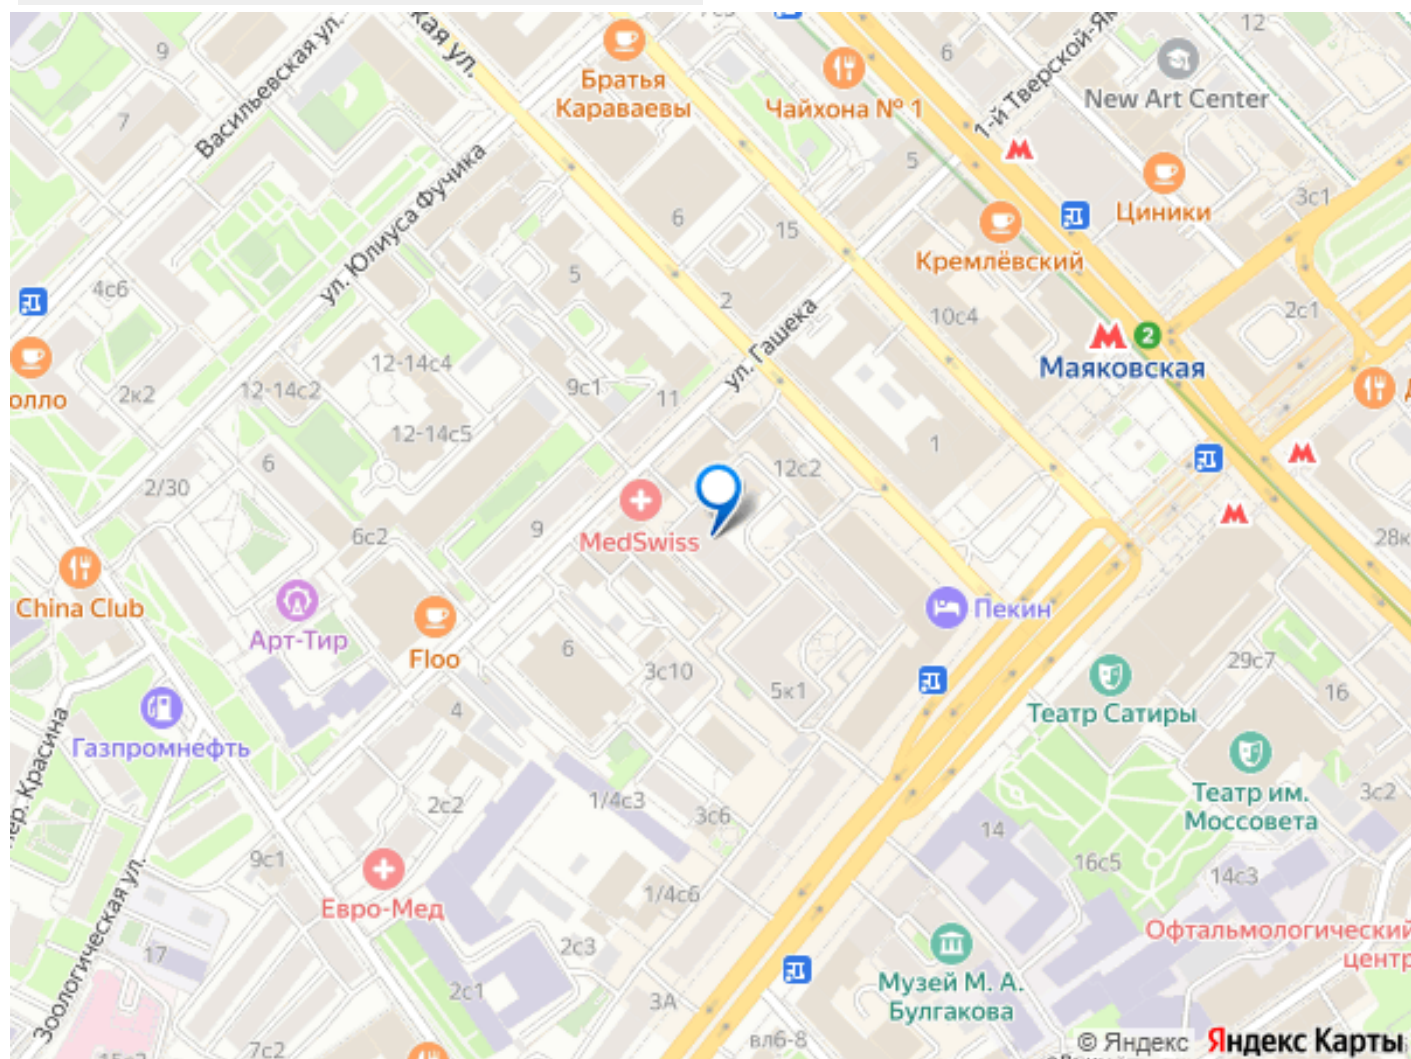 7с3
12
9
Васильевская ул.
кая ул.
Братья
Караваевы
Чайхона № 1
6
1-й Тверской-Ям
New Art Center
7
ул. Юлиуса Фучика
5
Циники
3с1
6
15
Кремлёвский
4с6
5
2
10с4
2с1
ул. Гашека
2
Маяковская
12-14с4
12-14с2
9с1
11
олло
2к2
12-14с5
1
6
12с2
2/30
9
6с2
MedSwiss
28к
China Club
Арт-Тир
Floo
Пекин
6
3с10
5к1
29с7
16
4
Театр Сатиры
Газпромнефть
пер. Красина
2с2
1/4с3
3с6
Театр им.
Моссовета
3с2
14
16с5
14с3
9с1
Евро-Мед
1/4с6
Зоологическая ул.
17
2с3
Офтальмологический
центр
Музей М. А.
Булгакова
2с1
3А
вл6-8
7с2
© Яндекс Яндекс Карты